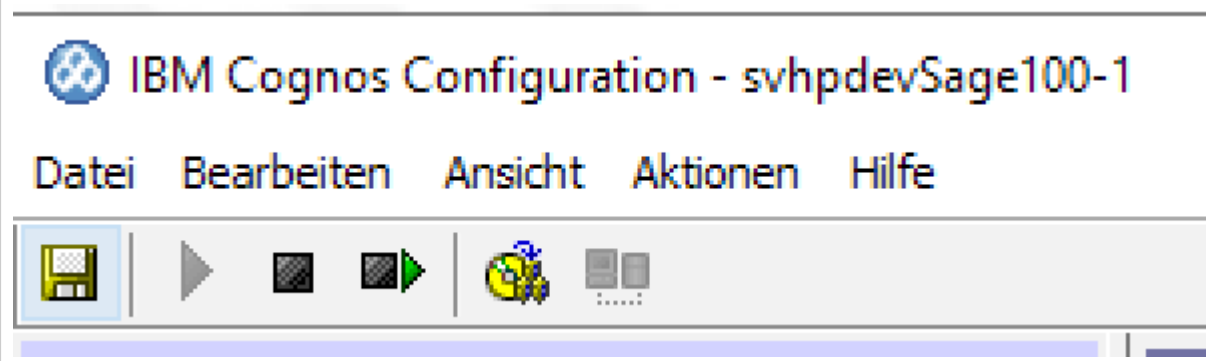 IBM Cognos Configuration - svhpdevSage100-1
Datei Bearbeiten Ansicht Aktionen Hilfe